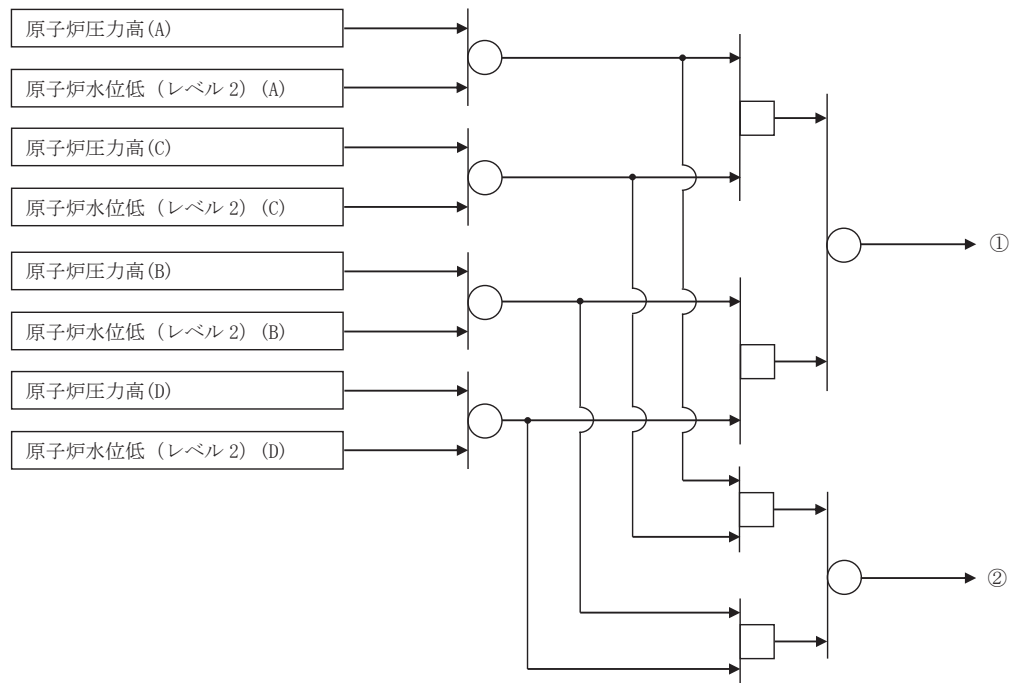 原子炉圧力高(A)
原子炉水位低（レベル2）(A)
原子炉圧力高(C)
原子炉水位低（レベル2）(C)
原子炉圧力高(B)
原子炉水位低（レベル2）(B)
原子炉圧力高(D)
原子炉水位低（レベル2）(D)
①
②